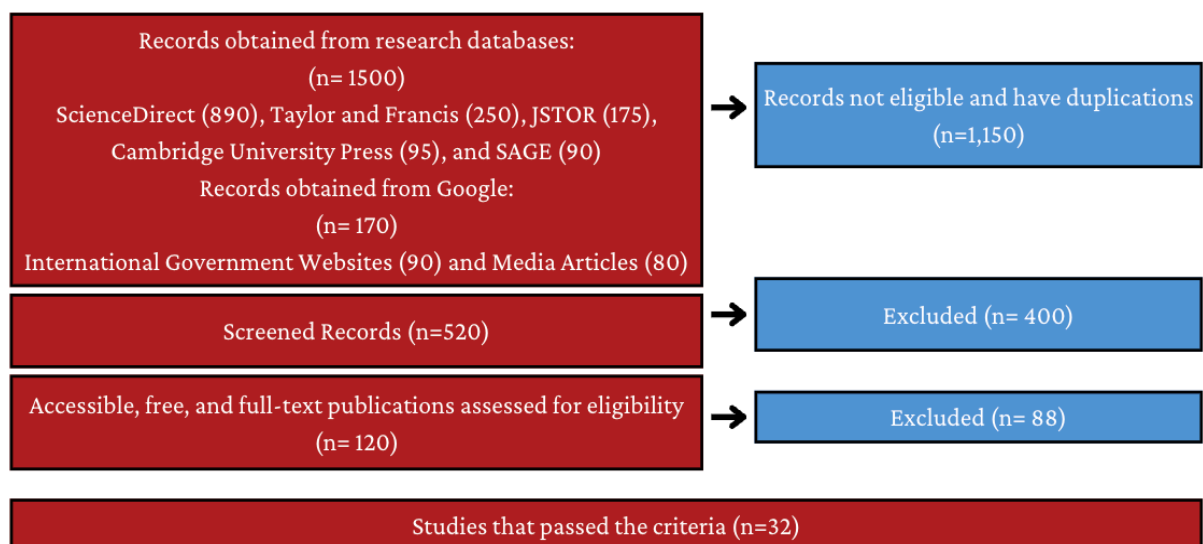 Records obtained from research databases:
(n= 1500)
ScienceDirect (890), Taylor and Francis (250), JSTOR (175),
Cambridge University Press (95), and SAGE (90)
Records obtained from Google:
(n= 170)
International Government Websites (90) and Media Articles (80)
Records not eligible and have duplications
(n=1,150)
Screened Records (n=520)
Excluded (n= 400)
Accessible, free, and full-text publications assessed for eligibility
(n= 120)
Excluded (n= 88)
Studies that passed the criteria (n=32)